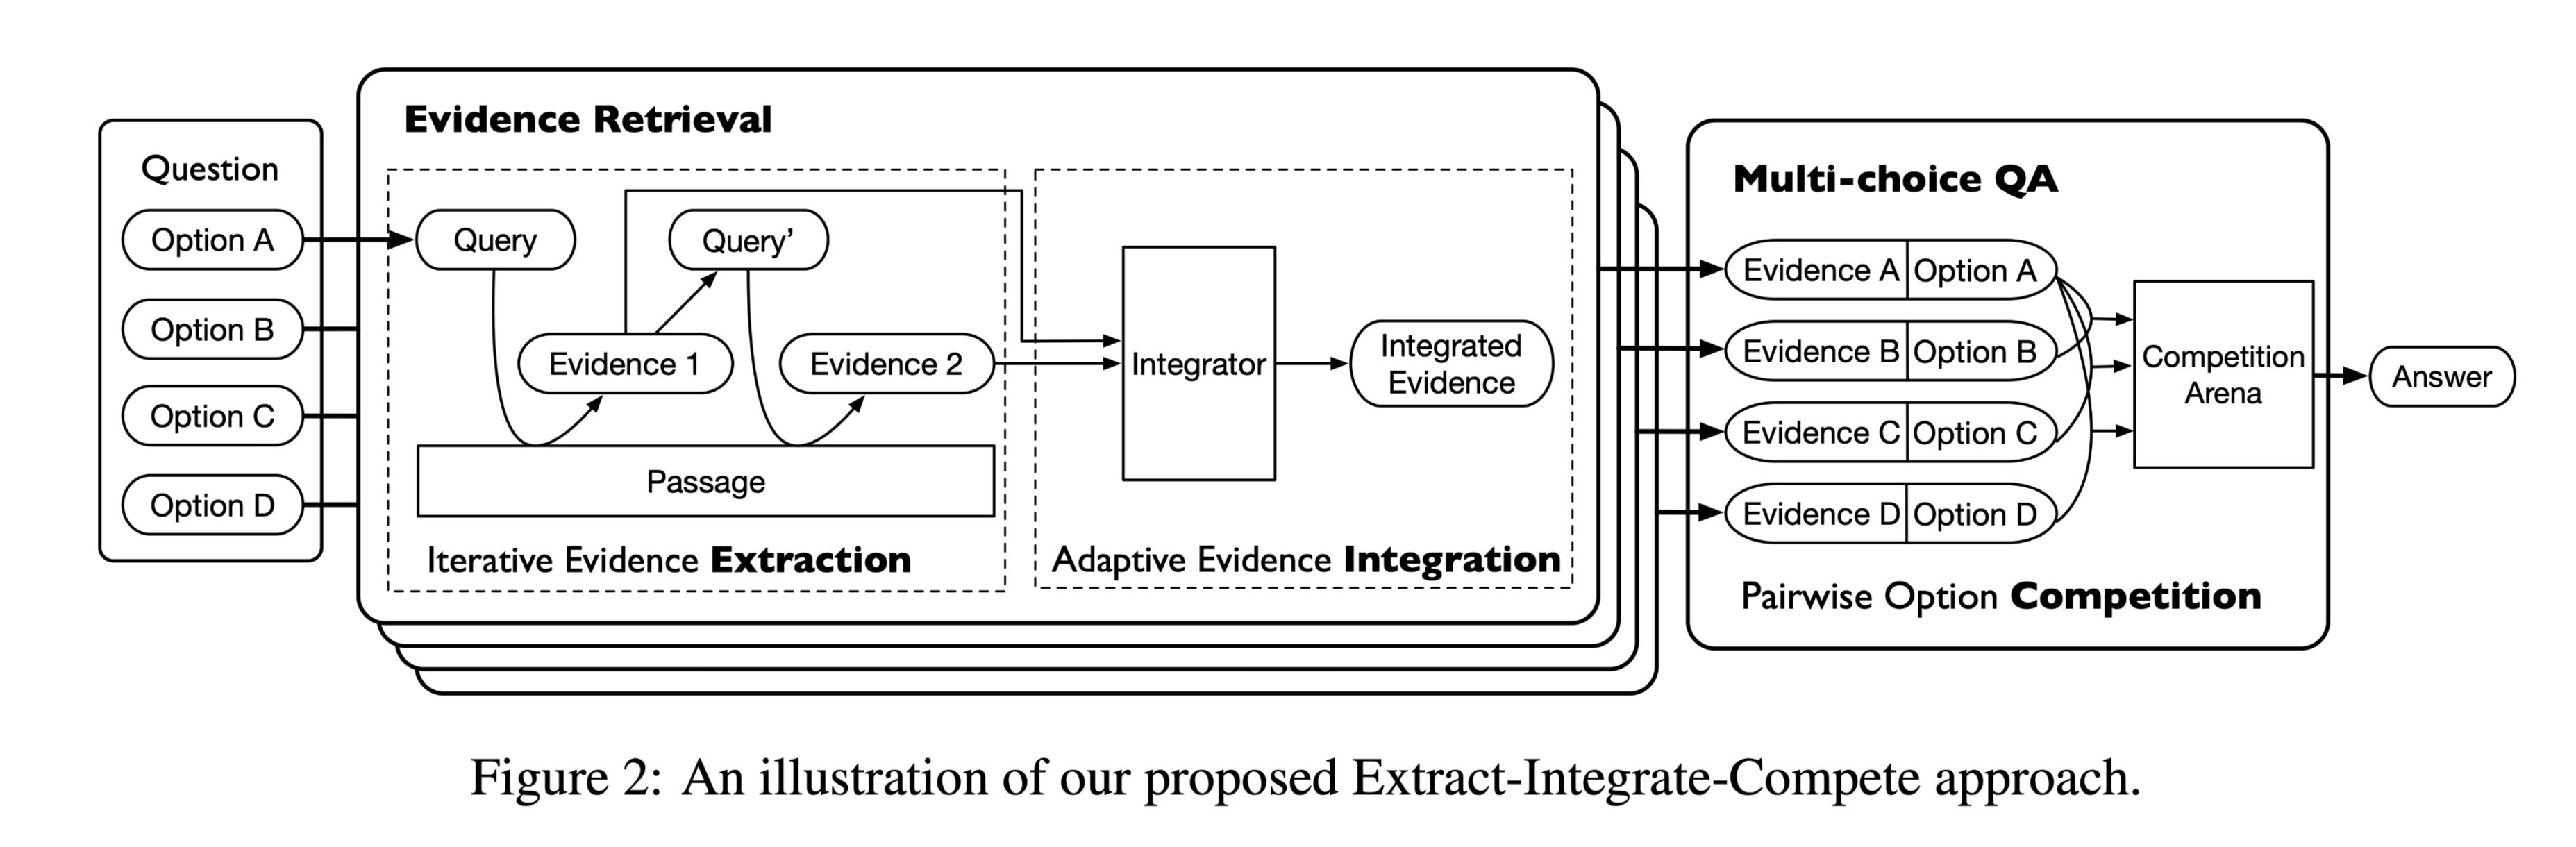 Question
Option A
Option B
Option C
Option D
Evidence Retrieval
Query
Query’
Evidence 1
Evidence 2
Passage
Iterative Evidence Extraction
Integrator
Integrated
Evidence
Adaptive Evidence Integration
Multi-choice QA
Evidence A Option A
Evidence B Option B
Evidence C Option C
Evidence D Option D
Competition
Arena
Pairwise Option Competition
Answer
Figure 2: An illustration of our proposed Extract-Integrate-Compete approach.